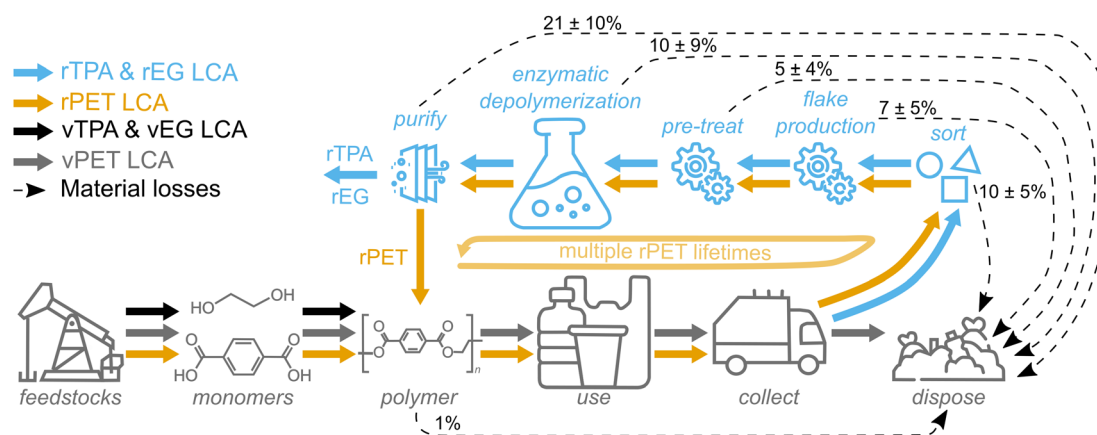 21 ± 10%
10 ± 9%
5 ± 4%
7 ± 5%
10 ± 5%
rTPA & rEG LCA
rPET LCA
vTPA & vEG LCA
vPET LCA
Material losses
enzymatic
depolymerization
purify
pre-treat
flake
production
sort
rTPA
rEG
rPET
multiple rPET lifetimes
HO
OH
O
OH
HO
O
O
O
O
O
n
feedstocks
monomers
polymer
use
collect
dispose
1%